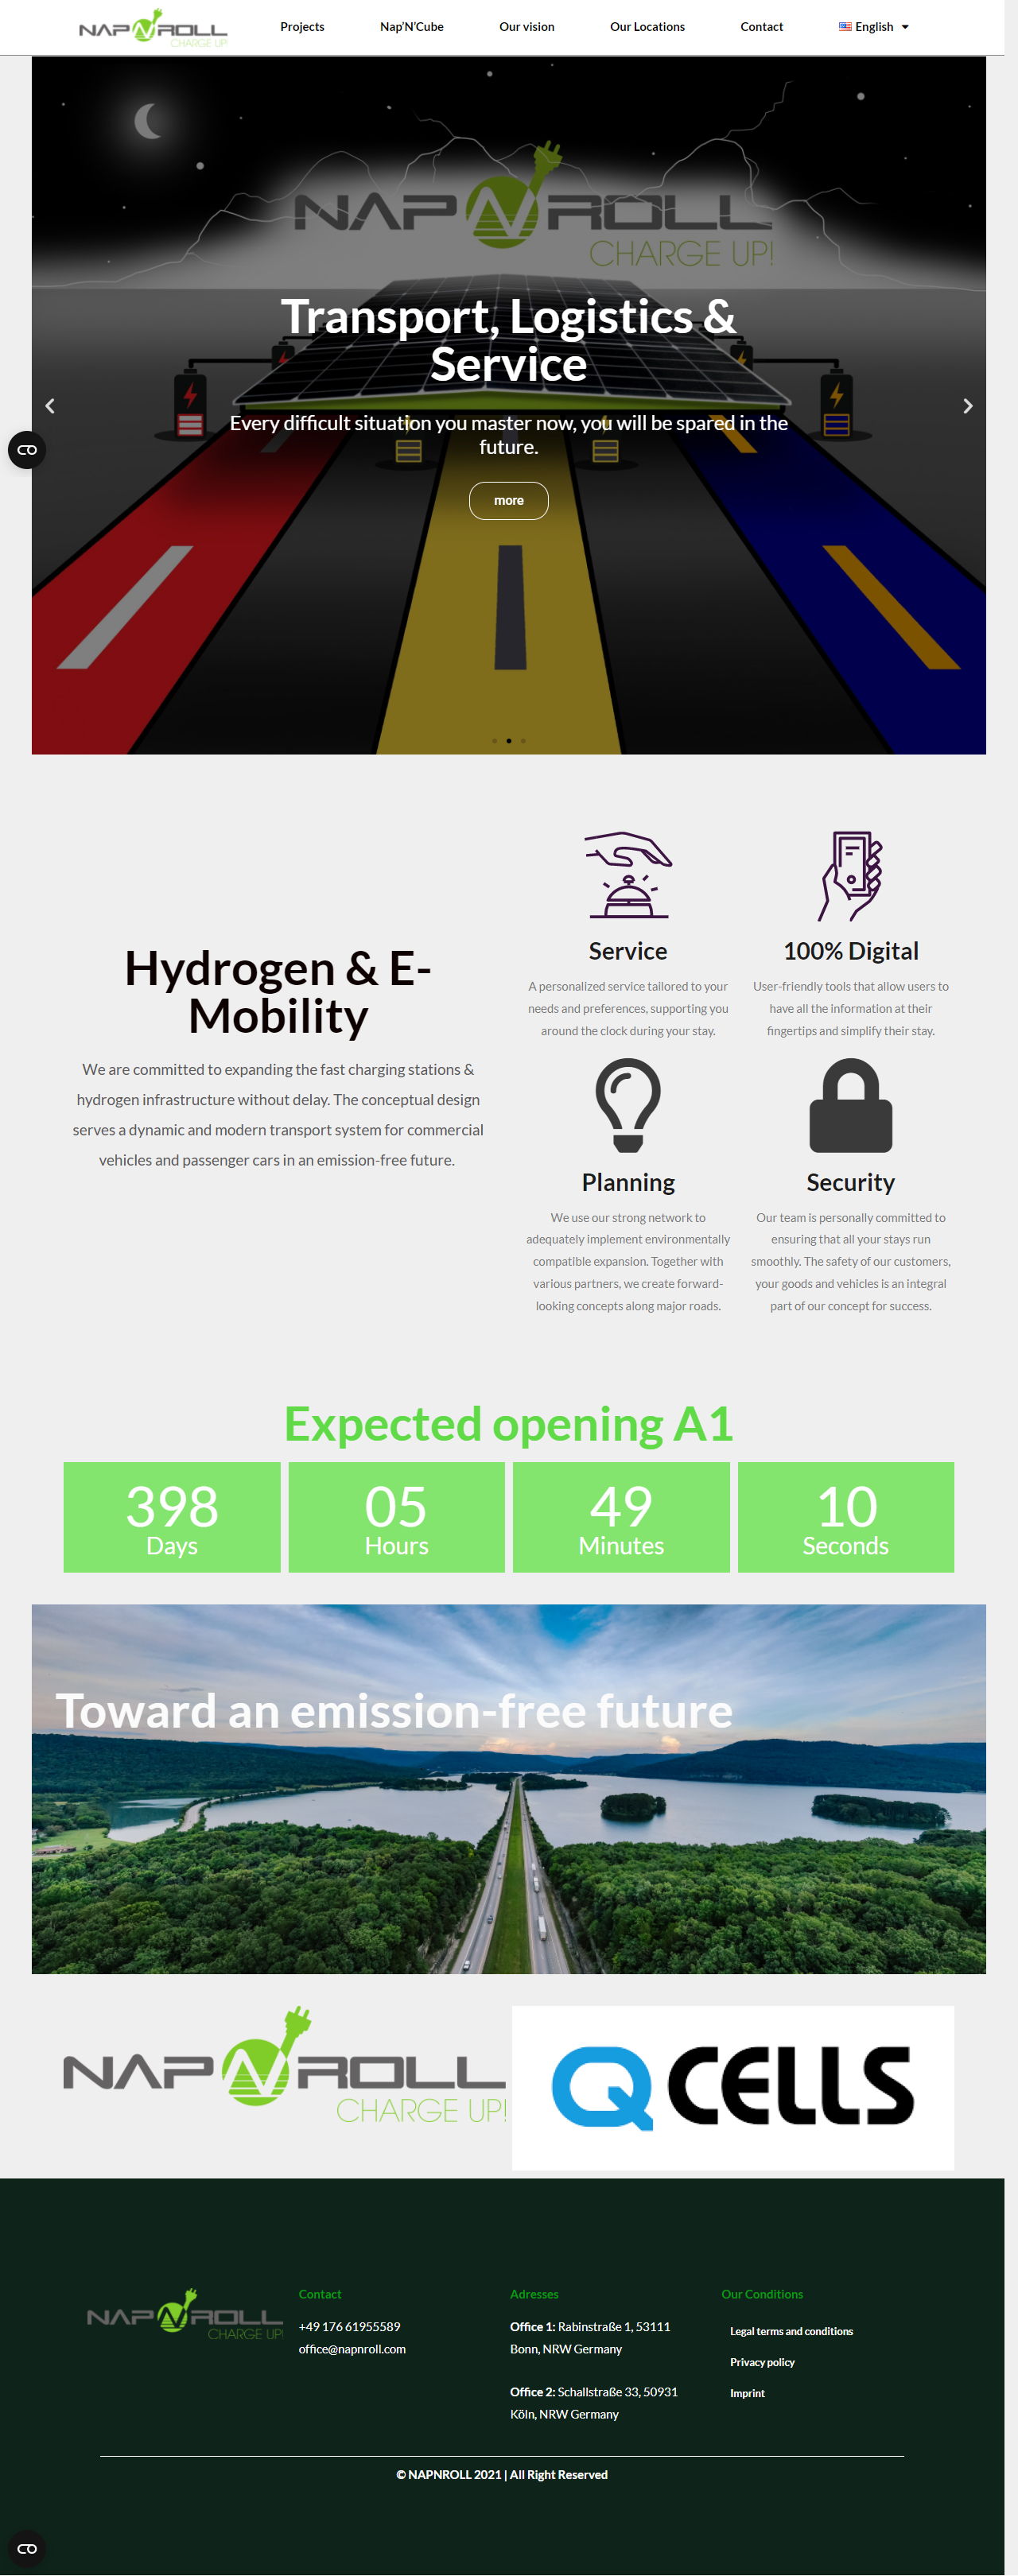 NAP N ROLL
CHARGE UP!
Projects
Nap'N'Cube
Our vision
Our Locations
Contact
English
NAP N ROLL
CHARGE UP!
Transport, Logistics &
Service
Every difficult situation you master now, you will be spared in the
future.
more
Hydrogen & E-
Mobility
We are committed to expanding the fast charging stations &
hydrogen infrastructure without delay. The conceptual design
serves a dynamic and modern transport system for commercial
vehicles and passenger cars in an emission-free future.
Service
A personalized service tailored to your
needs and preferences, supporting you
around the clock during your stay.
100% Digital
User-friendly tools that allow users to
have all the information at their
fingertips and simplify their stay.
Planning
We use our strong network to
adequately implement environmentally
compatible expansion. Together with
various partners, we create forward-
looking concepts along major roads.
Security
Our team is personally committed to
ensuring that all your stays run
smoothly. The safety of our customers,
your goods and vehicles is an integral
part of our concept for success.
Expected opening A1
398
Days
05
Hours
49
Minutes
10
Seconds
Toward an emission-free future
NAP N ROLL
CHARGE UP!
Q CELLS
NAP N ROLL
CHARGE UP!
Contact
+49 176 61955589
office@napnroll.com
Adresses
Office 1: Rabinstraße 1, 53111
Bonn, NRW Germany
Office 2: Schallstraße 33, 50931
Köln, NRW Germany
Our Conditions
Legal terms and conditions
Privacy policy
Imprint
© NAPNROLL 2021 | All Right Reserved